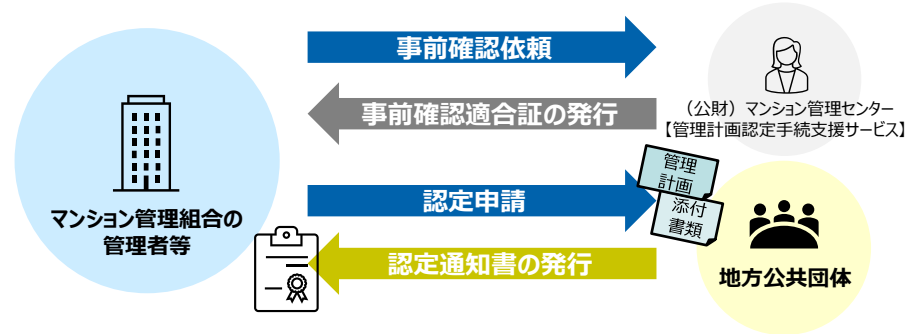 事前確認依頼
事前確認適合証の発行
(公財)マンション管理センター
【管理計画認定手続支援サービス】
マンション管理組合の
管理者等
認定申請
管理
計画
添付
書類
認定通知書の発行
地方公共団体